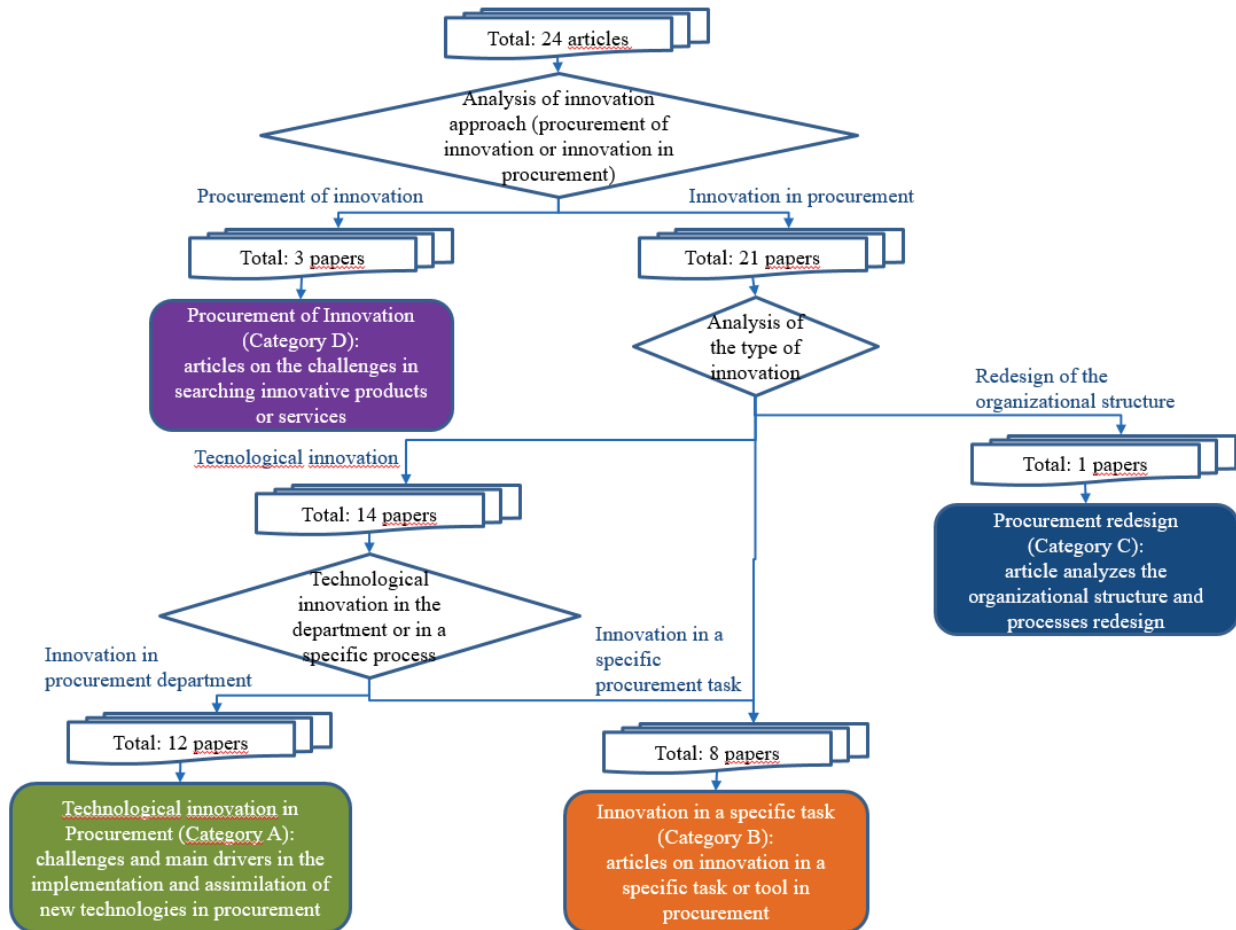 Total: 24 articles
Analysis of innovation
approach (procurement of
innovation or innovation in
procurement)
Procurement of innovation
Innovation in procurement
Total: 3 papers
Total: 21 papers
Procurement of Innovation
(Category D):
articles on the challenges in
searching innovative products
or services
Analysis of
the type of
innovation
Redesign of the
organizational structure
Tecnological innovation
Total: 1 papers
Total: 14 papers
Procurement redesign
(Category C):
article analyzes the
organizational structure and
processes redesign
Technological
innovation in the
department or in a
specific process
Innovation in a
specific
procurement task
Innovation in
procurement department
Total: 12 papers
Total: 8 papers
Technological innovation in
Procurement (Category A):
challenges and main drivers in the
implementation and assimilation of
new technologies in procurement
Innovation in a specific task
(Category B):
articles on innovation in a
specific task or tool in
procurement